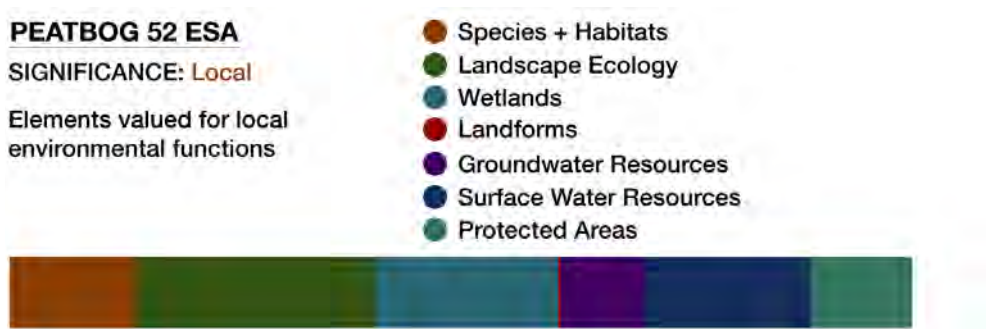 PEATBOG 52 ESA
SIGNIFICANCE: Local
Elements valued for local
environmental functions
Species + Habitats
Landscape Ecology
Wetlands
Landforms
Groundwater Resources
Surface Water Resources
Protected Areas